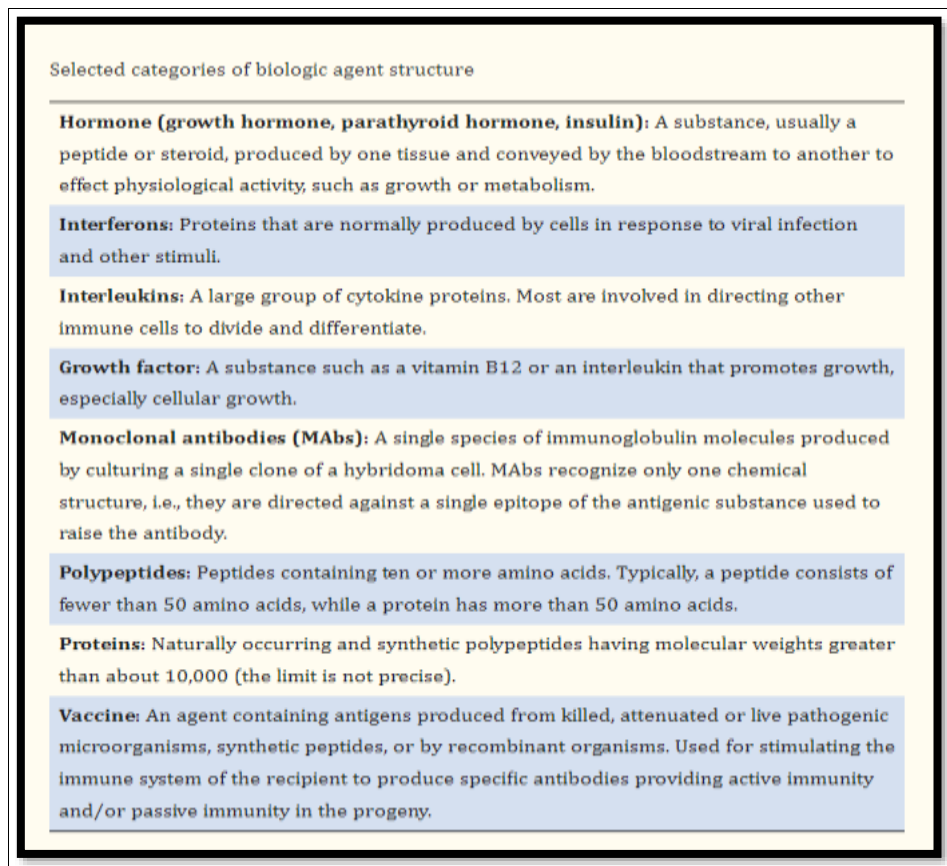 Selected categories of biologic agent structure
Hormone (growth hormone, parathyroid hormone, insulin): A substance, usually a
peptide or steroid, produced by one tissue and conveyed by the bloodstream to another to
effect physiological activity, such as growth or metabolism.
Interferons: Proteins that are normally produced by cells in response to viral infection
and other stimuli.
Interleukins: A large group of cytokine proteins. Most are involved in directing other
immune cells to divide and differentiate.
Growth factor: A substance such as a vitamin B12 or an interleukin that promotes growth,
especially cellular growth.
Monoclonal antibodies (MAbs): A single species of immunoglobulin molecules produced
by culturing a single clone of a hybridoma cell. MAbs recognize only one chemical
structure, i.e., they are directed against a single epitope of the antigenic substance used to
raise the antibody.
Polypeptides: Peptides containing ten or more amino acids. Typically, a peptide consists of
fewer than 50 amino acids, while a protein has more than 50 amino acids.
Proteins: Naturally occurring and synthetic polypeptides having molecular weights greater
than about 10,000 (the limit is not precise).
Vaccine: An agent containing antigens produced from killed, attenuated or live pathogenic
microorganisms, synthetic peptides, or by recombinant organisms. Used for stimulating the
immune system of the recipient to produce specific antibodies providing active immunity
and/or passive immunity in the progeny.